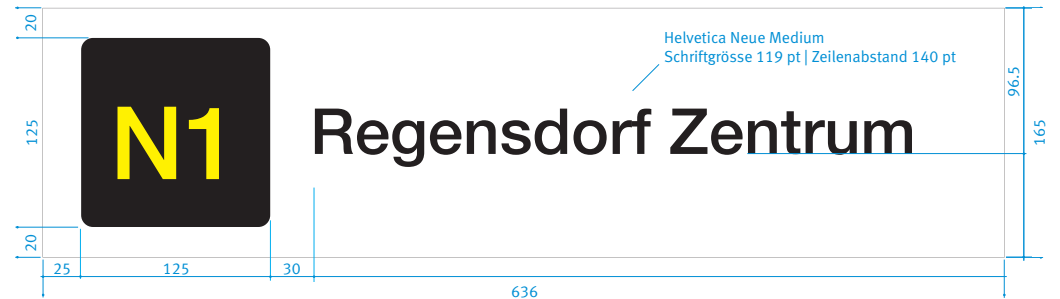 20
Helvetica Neue Medium
Schriftgrösse 119 pt | Zeilenabstand 140 pt
96.5
125
N1
Regensdorf Zentrum
165
20
25
125
30
636